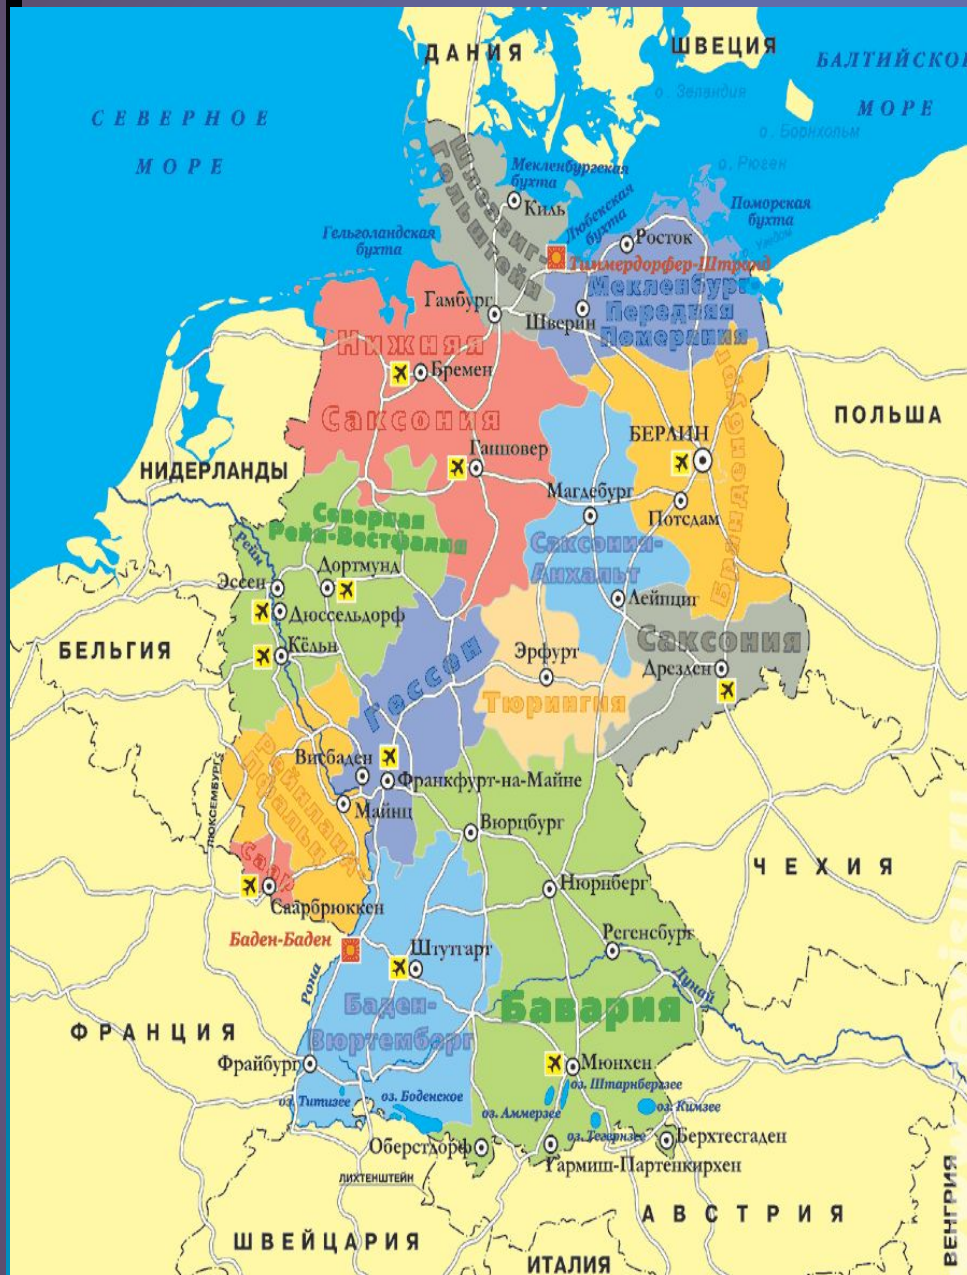 ДАНИЯ
ШВЕЦИЯ
БАЛТИЙСКОЕ
МОРЕ
СЕВЕРНОЕ
МОРЕ
о. Зеландия
о. Борнхольм
о. Рюген
Шлезвиг-
Гольштейн
Мекленбургская
бухта
Киль
Любекская
бухта
Поморская
бухта
о. Узедом
Гельголандская
бухта
Росток
Тиммердорфер-Штранд
Мекленбург-
Передняя
Померания
Гамбург
Шверин
Нижняя
Саксония
Бремен
Бранденбург
ПОЛЬША
БЕРЛИН
Ганновер
НИДЕРЛАНДЫ
Магдебург
Потсдам
Северная
Рейн-Вестфалия
Саксония-
Анхальт
Рейн
Эссен
Дортмунд
Дюссельдорф
Лейпциг
БЕЛЬГИЯ
Кёльн
Саксония
Дрезден
Гессен
Эрфурт
Тюрингия
Рейнланд-
Пфальц
Висбаден
Франкфурт-на-Майне
Майнц
ЛЮКСЕМБУРГ
Вюрцбург
Саар
Саарбрюккен
Нюрнберг
ЧЕХИЯ
Баден-Баден
Штутгарт
Регенсбург
Рона
Дунай
Баден-
Вюртемберг
Бавария
ФРАНЦИЯ
Фрайбург
Мюнхен
оз. Титизее
оз. Боденское
оз. Штарнбергзее
оз. Аммерзее
оз. Кимзее
оз. Тегернзее
Оберстдорф
Берхтесгаден
Гармиш-Партенкирхен
ЛИХТЕНШТЕЙН
ШВЕЙЦАРИЯ
АВСТРИЯ
ИТАЛИЯ
ВЕНГРИЯ